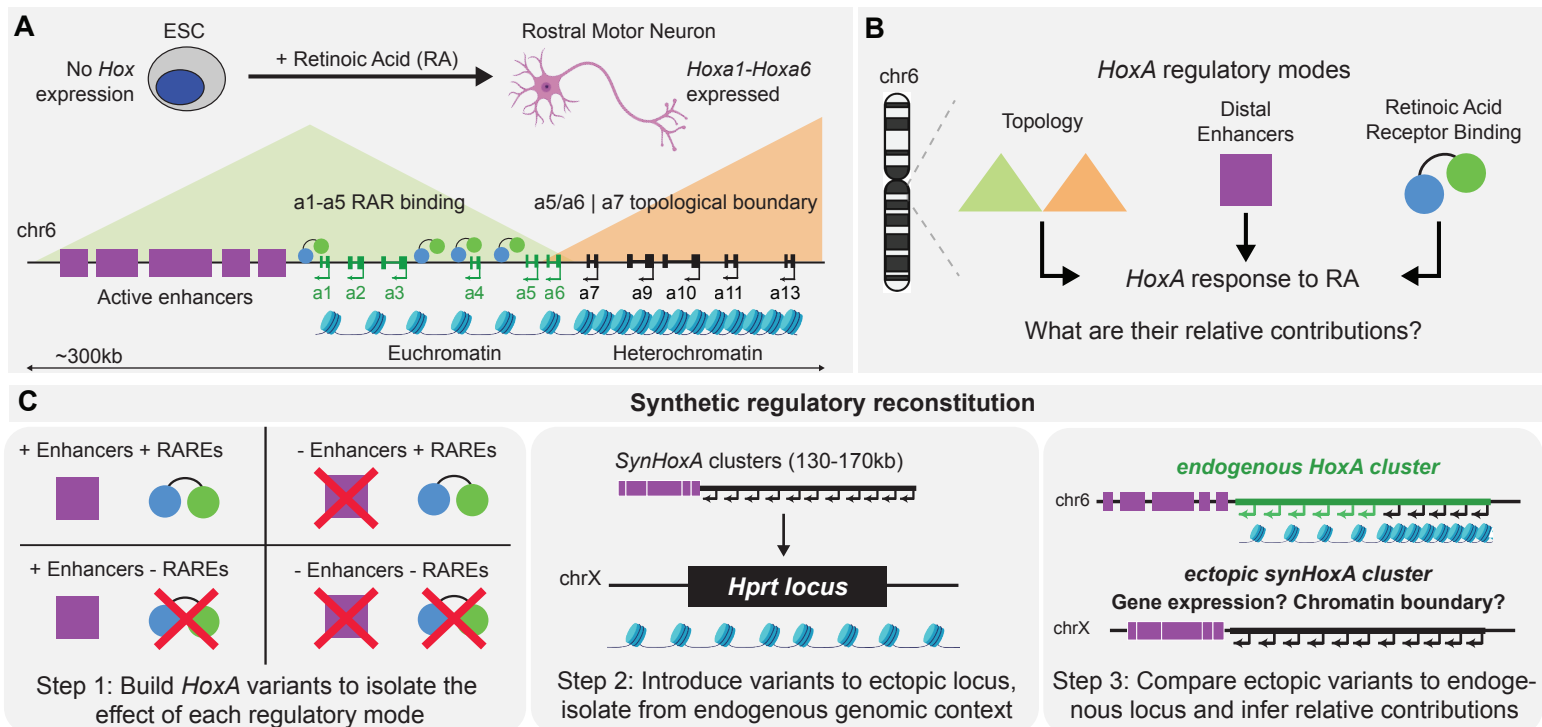 A
ESC
No Hox
expression
+ Retinoic Acid (RA)
Rostral Motor Neuron
Hoxa1-Hoxa6
expressed
a1-a5 RAR binding
a5/a6 | a7 topological boundary
chr6
Active enhancers
a1 a2 a3 a4 a5 a6 a7 a9 a10 a11 a13
~300kb
Euchromatin
Heterochromatin
B
chr6
HoxA regulatory modes
Topology
Distal
Enhancers
Retinoic Acid
Receptor Binding
HoxA response to RA
What are their relative contributions?
C
Synthetic regulatory reconstitution
+ Enhancers + RAREs
- Enhancers + RAREs
+ Enhancers - RAREs
- Enhancers - RAREs
Step 1: Build HoxA variants to isolate the
effect of each regulatory mode
SynHoxA clusters (130-170kb)
chrX
Hprt locus
Step 2: Introduce variants to ectopic locus,
isolate from endogenous genomic context
endogenous HoxA cluster
chr6
ectopic synHoxA cluster
Gene expression? Chromatin boundary?
chrX
Step 3: Compare ectopic variants to endoge-
nous locus and infer relative contributions